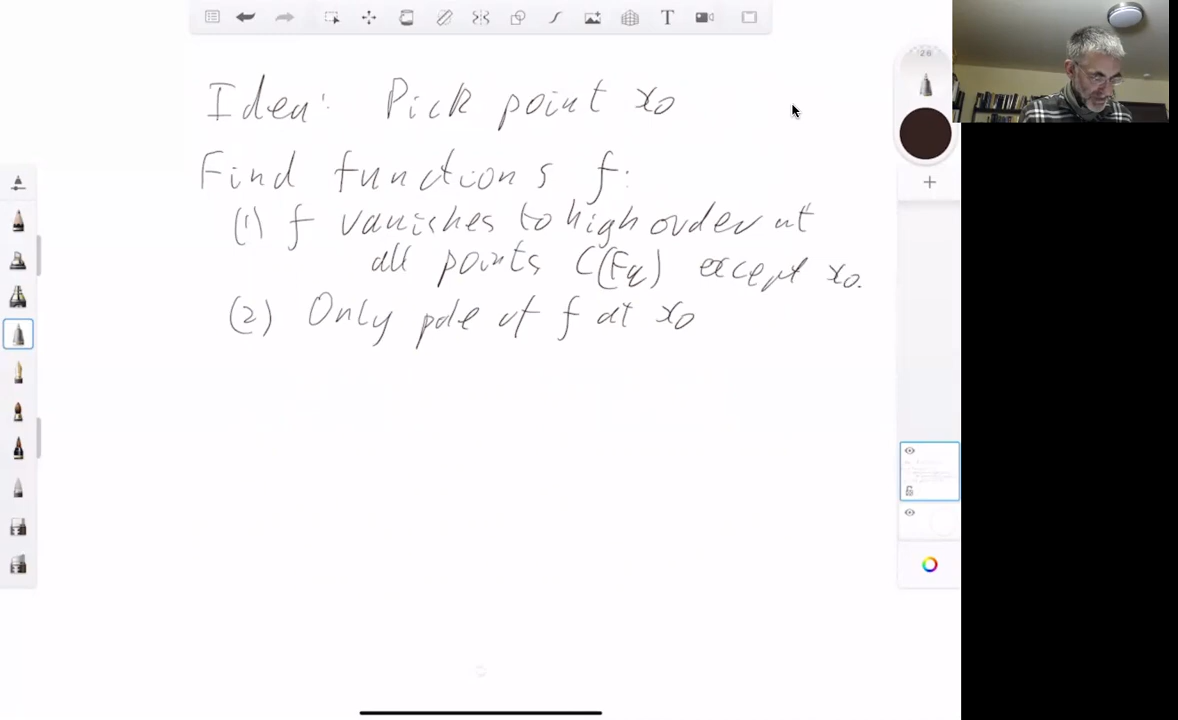 Idea: Pick point x₀
Find functions f:
(1) f vanishes to high order at
all points C(Fq) except x₀.
(2) Only pole of f at x₀
T